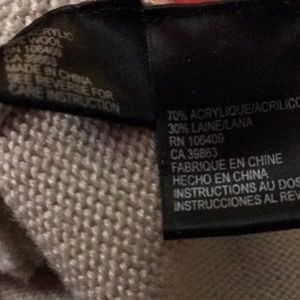 ACRYLIC
WOOL
RN 106409
CA 39863
MADE IN CHINA
SEE REVERSE FOR
CARE INSTRUCTION
70% ACRYLIQUE/ACRILICO
30% LAINE/LANA
RN 106409
CA 39863
FABRIQUE EN CHINE
HECHO EN CHINA
INSTRUCTIONS AU DOS
INSTRUCCIONES AL REVER